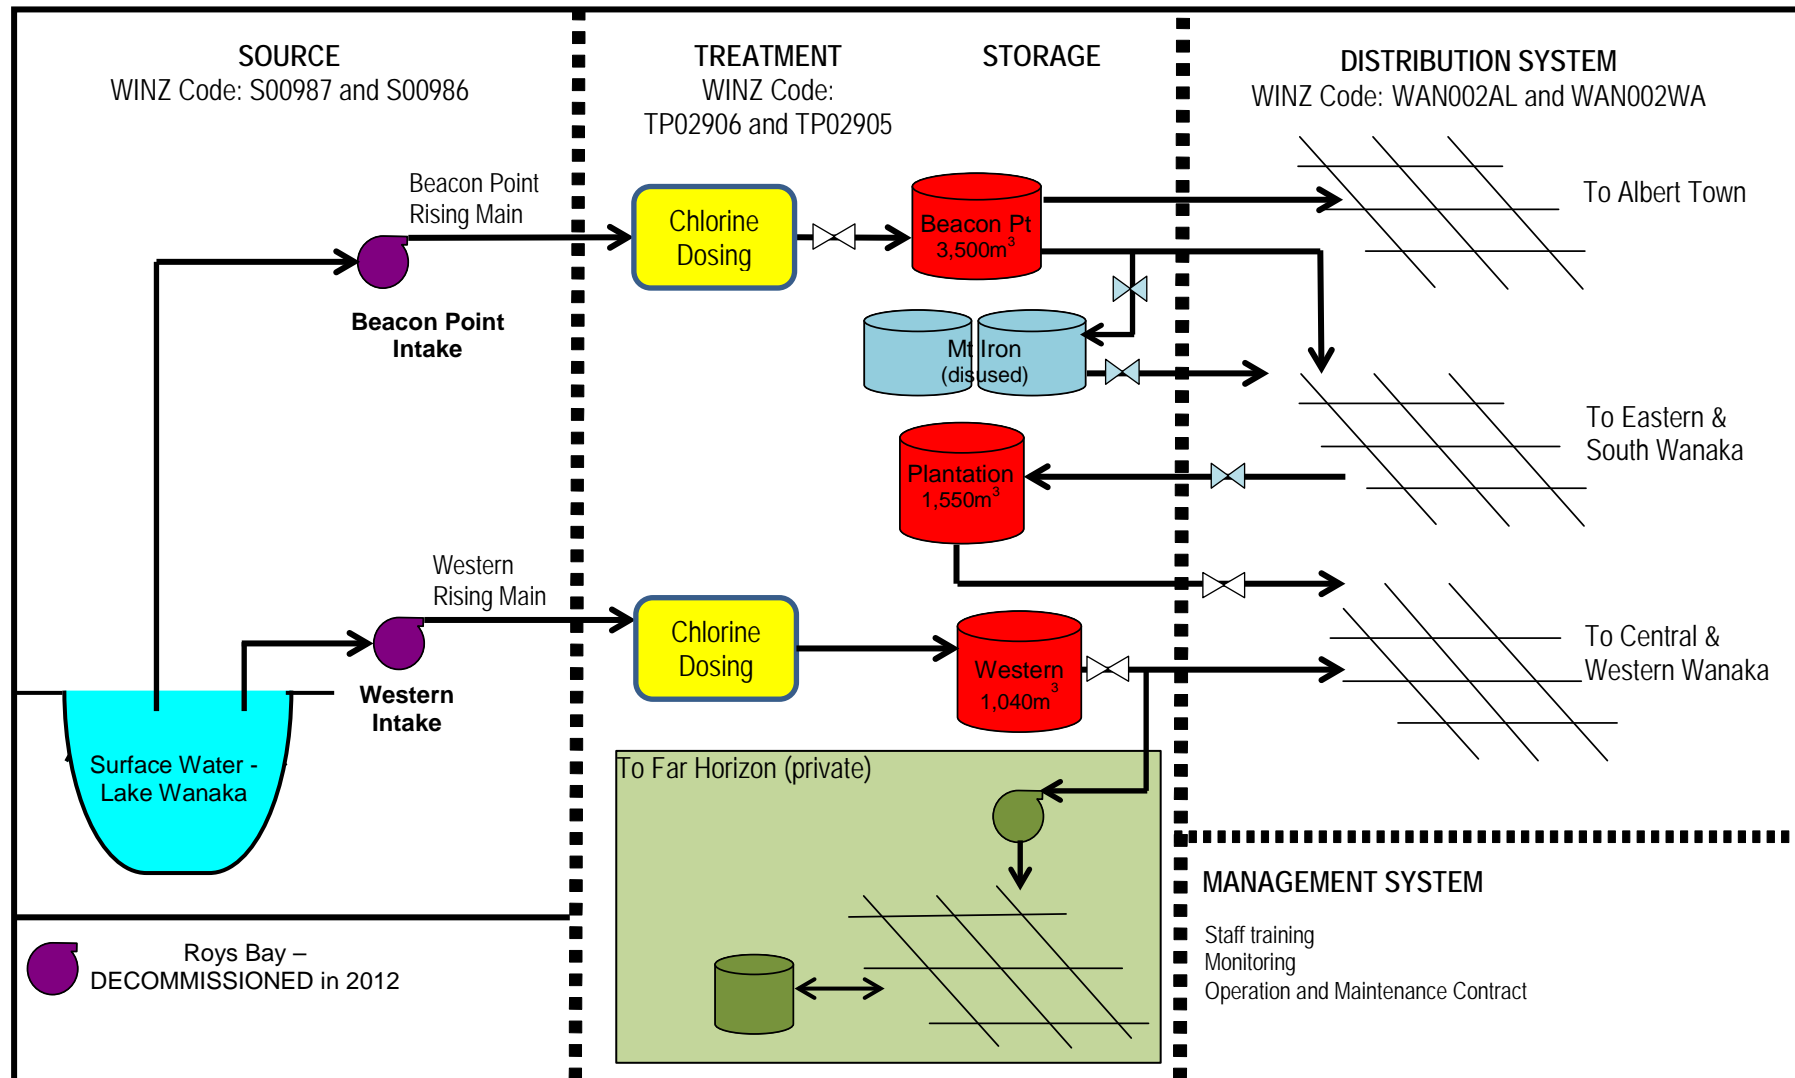 SOURCE
WINZ Code: S00987 and S00986
TREATMENT
WINZ Code:
TP02906 and TP02905
STORAGE
DISTRIBUTION SYSTEM
WINZ Code: WAN002AL and WAN002WA
Beacon Point
Rising Main
Beacon Point
Intake
Chlorine
Dosing
Beacon Pt
3,500m³
To Albert Town
Mt Iron
(disused)
To Eastern &
South Wanaka
Plantation
1,550m³
Western
Rising Main
Western
Intake
Chlorine
Dosing
Western
1,040m³
To Central &
Western Wanaka
Surface Water -
Lake Wanaka
To Far Horizon (private)
Roys Bay –
DECOMMISSIONED in 2012
MANAGEMENT SYSTEM
Staff training
Monitoring
Operation and Maintenance Contract